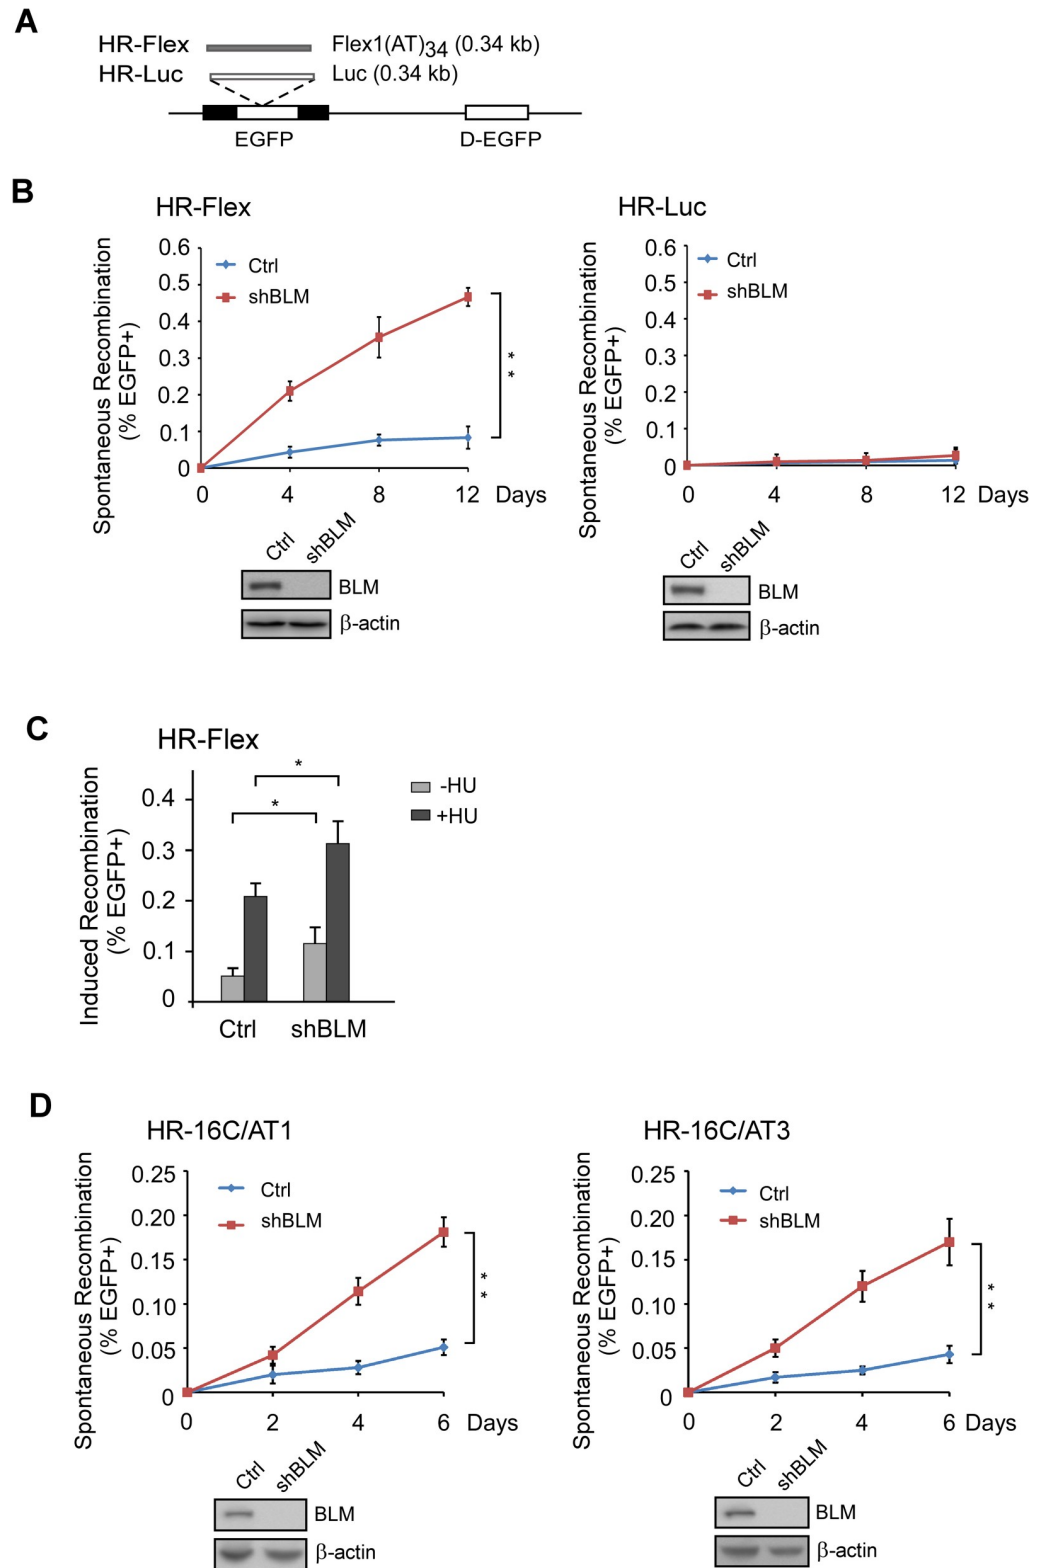 A
HR-Flex Flex1(AT)34 (0.34 kb)
HR-Luc Luc (0.34 kb)
EGFP D-EGFP
B
HR-Flex
Spontaneous Recombination
(% EGFP+)
0.6
0.5
0.4
0.3
0.2
0.1
0
Ctrl
shBLM
**
0 4 8 12 Days
Ctrl shBLM
BLM
β-actin
HR-Luc
Spontaneous Recombination
(% EGFP+)
0.6
0.5
0.4
0.3
0.2
0.1
0
Ctrl
shBLM
0 4 8 12 Days
Ctrl shBLM
BLM
β-actin
C
HR-Flex
Induced Recombination
(% EGFP+)
0.4
0.3
0.2
0.1
0
*
*
-HU
+HU
Ctrl shBLM
D
HR-16C/AT1
Spontaneous Recombination
(% EGFP+)
0.25
0.20
0.15
0.10
0.05
0
Ctrl
shBLM
**
0 2 4 6 Days
Ctrl shBLM
BLM
β-actin
HR-16C/AT3
Spontaneous Recombination
(% EGFP+)
0.25
0.20
0.15
0.10
0.05
0
Ctrl
shBLM
**
0 2 4 6 Days
Ctrl shBLM
BLM
β-actin